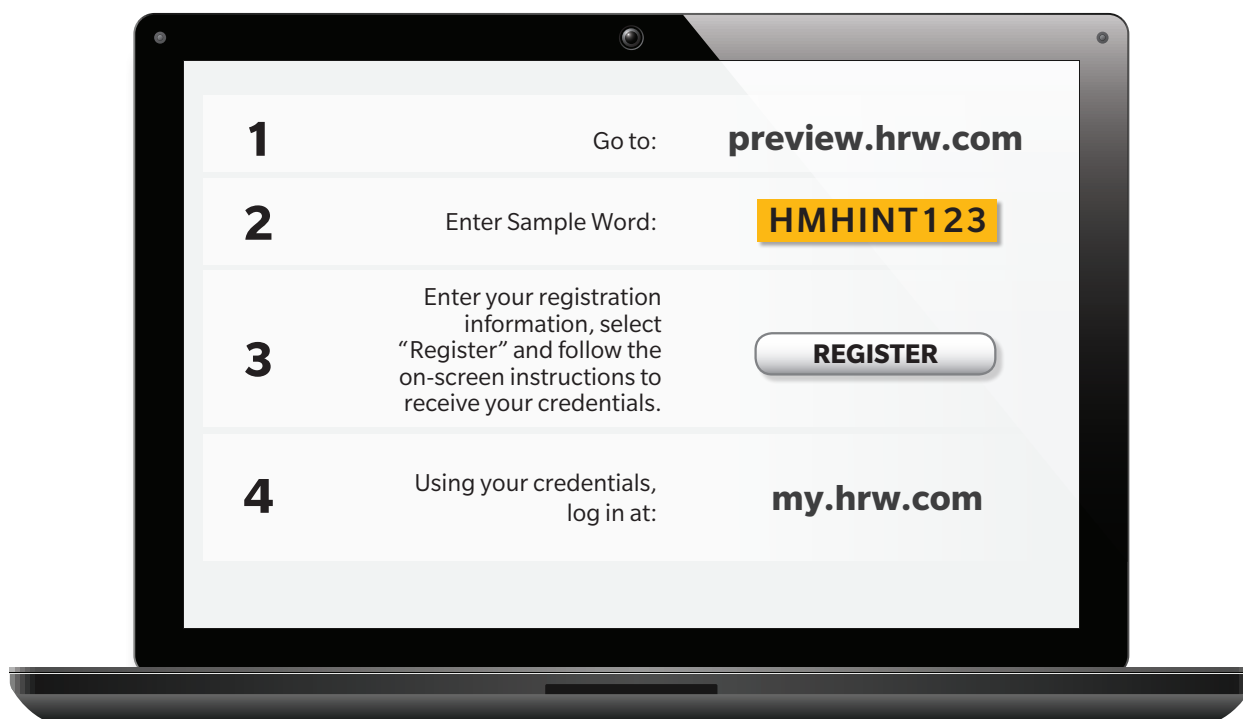 1 Go to: preview.hrw.com
2 Enter Sample Word: HMHINT123
Enter your registration
information, select
3 “Register” and follow the REGISTER
on-screen instructions to
receive your credentials.
4 Using your credentials, my.hrw.com
log in at: